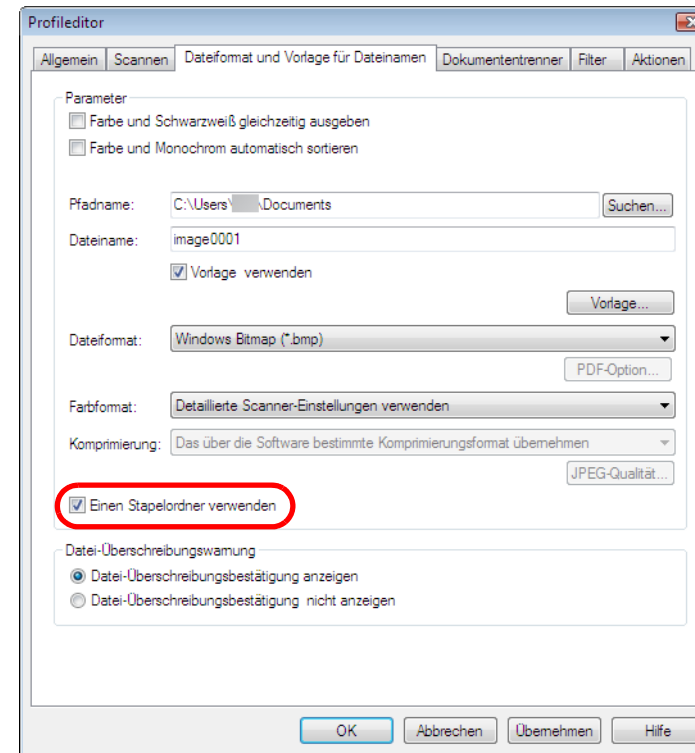 Profileditor
Allgemein Scannen Dateiformat und Vorlage für Dateinamen Dokumententrenner Filter Aktionen
Parameter
Farbe und Schwarzweiß gleichzeitig ausgeben
Farbe und Monochrom automatisch sortieren
Pfadname: C:\Users\ \Documents Suchen...
Dateiname: image0001
Vorlage verwenden
Vorlage...
Dateiformat: Windows Bitmap (*.bmp)
PDF-Option...
Farbformat: Detaillierte Scanner-Einstellungen verwenden
Komprimierung: Das über die Software bestimmte Komprimierungsformat übernehmen
JPEG-Qualität...
Einen Stapelordner verwenden
Datei-Überschreibungswarnung
Datei-Überschreibungsbestätigung anzeigen
Datei-Überschreibungsbestätigung nicht anzeigen
OK Abbrechen Übernehmen Hilfe